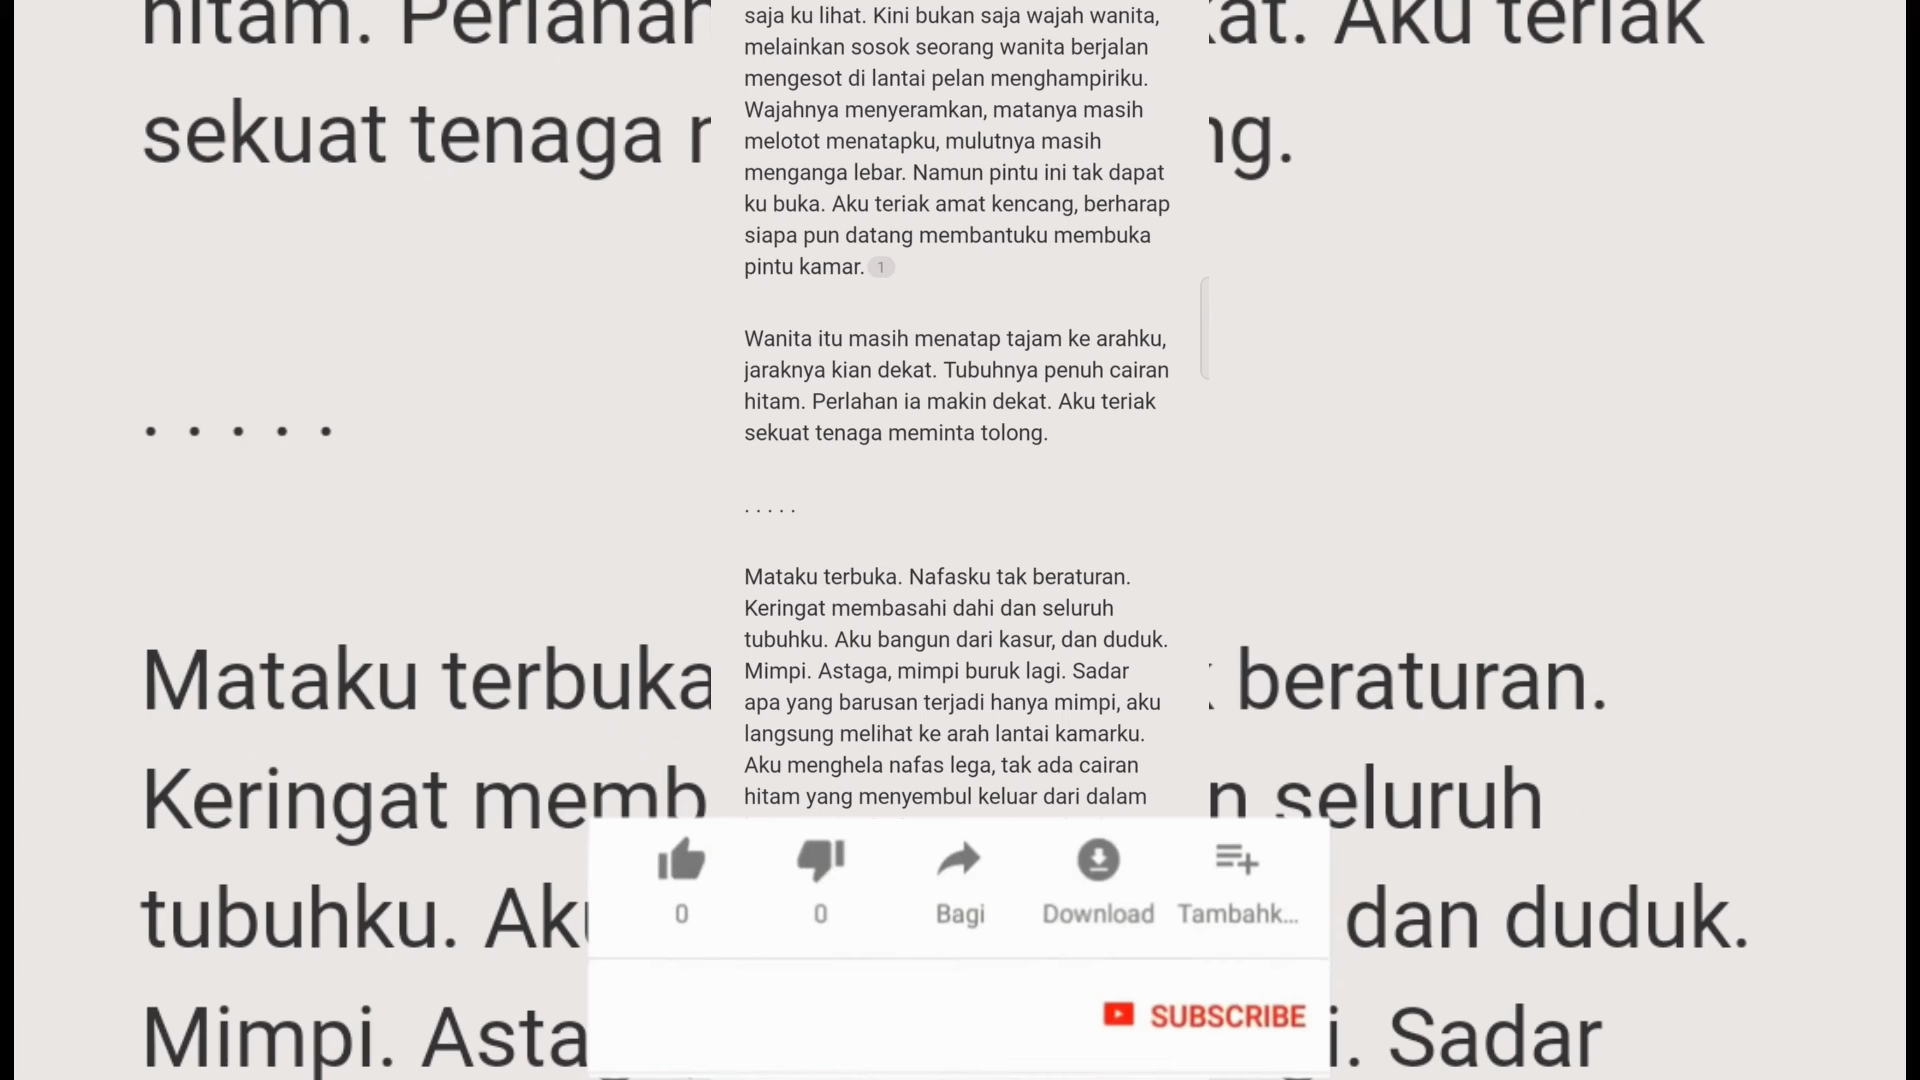 saja ku lihat. Kini bukan saja wajah wanita,
melainkan sosok seorang wanita berjalan
mengesot di lantai pelan menghampiriku.
Wajahnya menyeramkan, matanya masih
melotot menatapku, mulutnya masih
menganga lebar. Namun pintu ini tak dapat
ku buka. Aku teriak amat kencang, berharap
siapa pun datang membantuku membuka
pintu kamar. 1
Wanita itu masih menatap tajam ke arahku,
jaraknya kian dekat. Tubuhnya penuh cairan
hitam. Perlahan ia makin dekat. Aku teriak
sekuat tenaga meminta tolong.
. . . . .
Mataku terbuka. Nafasku tak beraturan.
Keringat membasahi dahi dan seluruh
tubuhku. Aku bangun dari kasur, dan duduk.
Mimpi. Astaga, mimpi buruk lagi. Sadar
apa yang barusan terjadi hanya mimpi, aku
langsung melihat ke arah lantai kamarku.
Aku menghela nafas lega, tak ada cairan
hitam yang menyembul keluar dari dalam
0 0 Bagi Download Tambahk...
SUBSCRIBE
hitam. Aku teriak
sekuat tenaga
. . . . .
Mataku beraturan.
Keringat seluruh
tubuhku. dan duduk.
Mimpi. Sadar